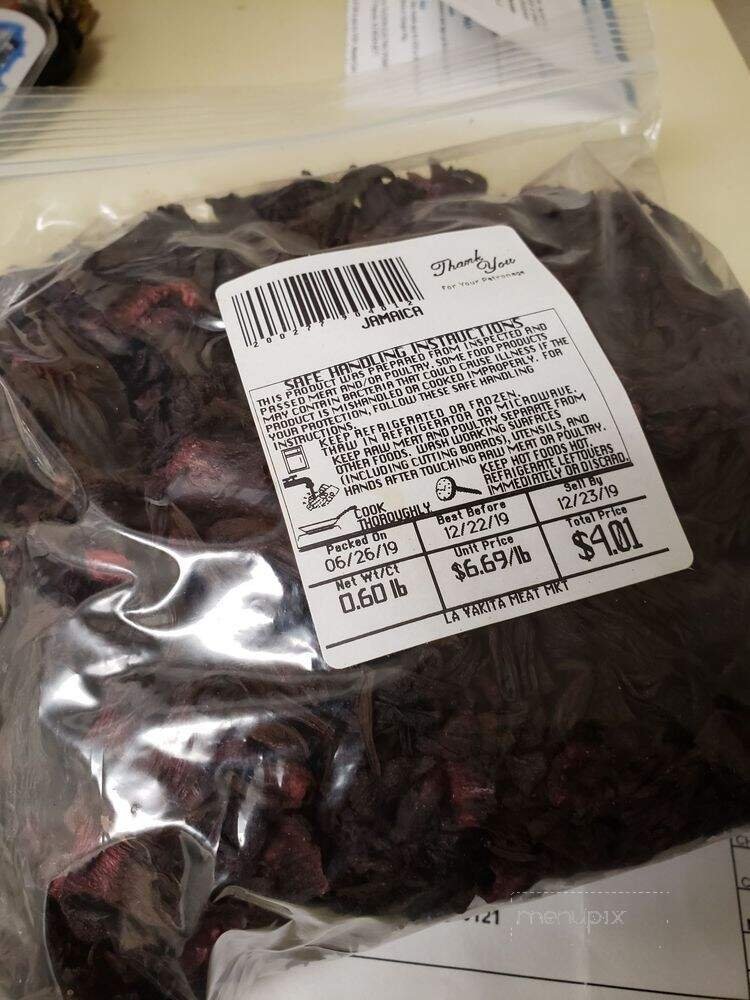 Thank You
For Your Patronage
JAMAICA
SAFE HANDLING INSTRUCTIONS
THIS PRODUCT WAS PREPARED FROM INSPECTED AND
PASSED MEAT AND/OR POULTRY. SOME FOOD PRODUCTS
MAY CONTAIN BACTERIA THAT COULD CAUSE ILLNESS IF THE
PRODUCT IS MISHANDLED OR COOKED IMPROPERLY. FOR
YOUR PROTECTION, FOLLOW THESE SAFE HANDLING
INSTRUCTIONS.
KEEP REFRIGERATED OR FROZEN.
THAW IN REFRIGERATOR OR MICROWAVE.
KEEP RAW MEAT AND POULTRY SEPARATE FROM
OTHER FOODS. WASH WORKING SURFACES
(INCLUDING CUTTING BOARDS), UTENSILS, AND
HANDS AFTER TOUCHING RAW MEAT OR POULTRY.
COOK
THOROUGHLY
KEEP HOT FOODS HOT.
REFRIGERATE LEFTOVERS
IMMEDIATELY OR DISCARD.
Packed On
06/26/19
Best Before
12/22/19
Sell By
12/23/19
Net Wt/Ct
0.60 lb
Unit Price
$6.69/lb
Total Price
$4.01
LA VAKITA MEAT MKT
121
menupix